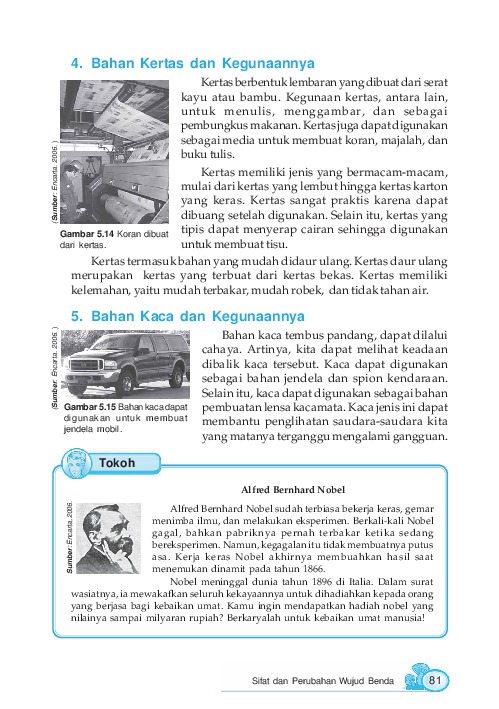 4. Bahan Kertas dan Kegunaannya
Kertas berbentuk lembaran yang dibuat dari serat
kayu atau bambu. Kegunaan kertas, antara lain,
untuk menulis, menggambar, dan sebagai
pembungkus makanan. Kertas juga dapat digunakan
sebagai media untuk membuat koran, majalah, dan
buku tulis.
Kertas memiliki jenis yang bermacam-macam,
mulai dari kertas yang lembut hingga kertas karton
yang keras. Kertas sangat praktis karena dapat
dibuang setelah digunakan. Selain itu, kertas yang
tipis dapat menyerap cairan sehingga digunakan
untuk membuat tisu.
(Sumber: Encarta, 2006. )
Gambar 5.14 Koran dibuat
dari kertas.
Kertas termasuk bahan yang mudah didaur ulang. Kertas daur ulang
merupakan kertas yang terbuat dari kertas bekas. Kertas memiliki
kelemahan, yaitu mudah terbakar, mudah robek, dan tidak tahan air.
5. Bahan Kaca dan Kegunaannya
Bahan kaca tembus pandang, dapat dilalui
cahaya. Artinya, kita dapat melihat keadaan
dibalik kaca tersebut. Kaca dapat digunakan
sebagai bahan jendela dan spion kendaraan.
Selain itu, kaca dapat digunakan sebagai bahan
pembuatan lensa kacamata. Kaca jenis ini dapat
membantu penglihatan saudara-saudara kita
yang matanya terganggu mengalami gangguan.
(Sumber: Encarta, 2006. )
Gambar 5.15 Bahan kaca dapat
digunakan untuk membuat
jendela mobil.
Tokoh
Alfred Bernhard Nobel
Alfred Bernhard Nobel sudah terbiasa bekerja keras, gemar
menimba ilmu, dan melakukan eksperimen. Berkali-kali Nobel
gagal, bahkan pabriknya pernah terbakar ketika sedang
bereksperimen. Namun, kegagalan itu tidak membuatnya putus
asa. Kerja keras Nobel akhirnya membuahkan hasil saat
menemukan dinamit pada tahun 1866.
Sumber: Encarta, 2006.
Nobel meninggal dunia tahun 1896 di Italia. Dalam surat
wasiatnya, ia mewakafkan seluruh kekayaannya untuk dihadiahkan kepada orang
yang berjasa bagi kebaikan umat. Kamu ingin mendapatkan hadiah nobel yang
nilainya sampai milyaran rupiah? Berkaryalah untuk kebaikan umat manusia!
Sifat dan Perubahan Wujud Benda 81